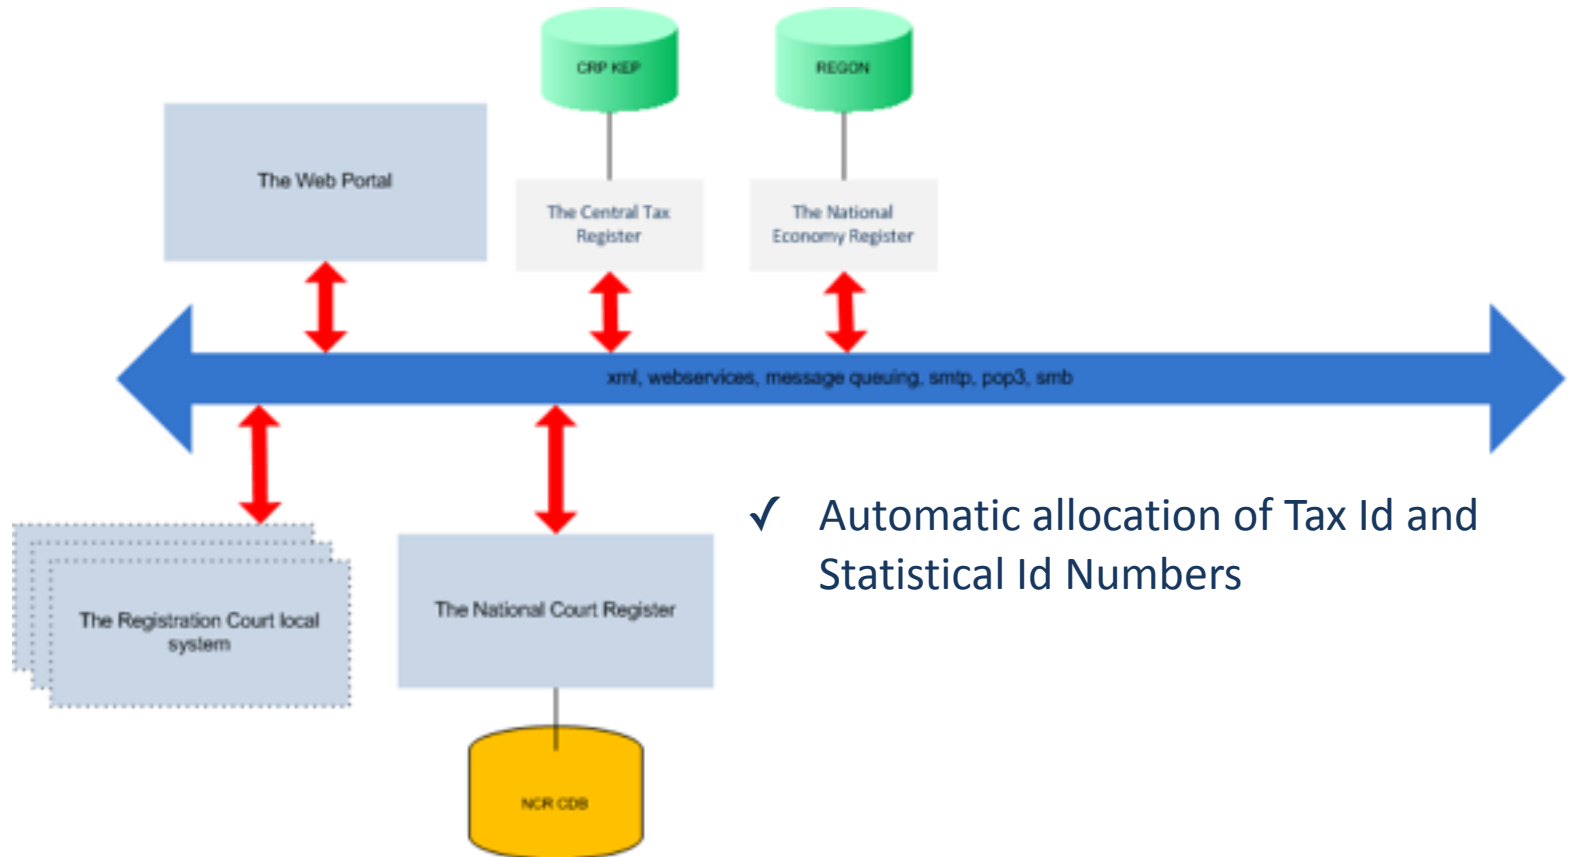 CRP KEP
REGON
The Web Portal
The Central Tax
Register
The National
Economy Register
xml, webservices, message queuing, smtp, pop3, smb
✓ Automatic allocation of Tax Id and
Statistical Id Numbers
The Registration Court local
system
The National Court Register
NCR CDB